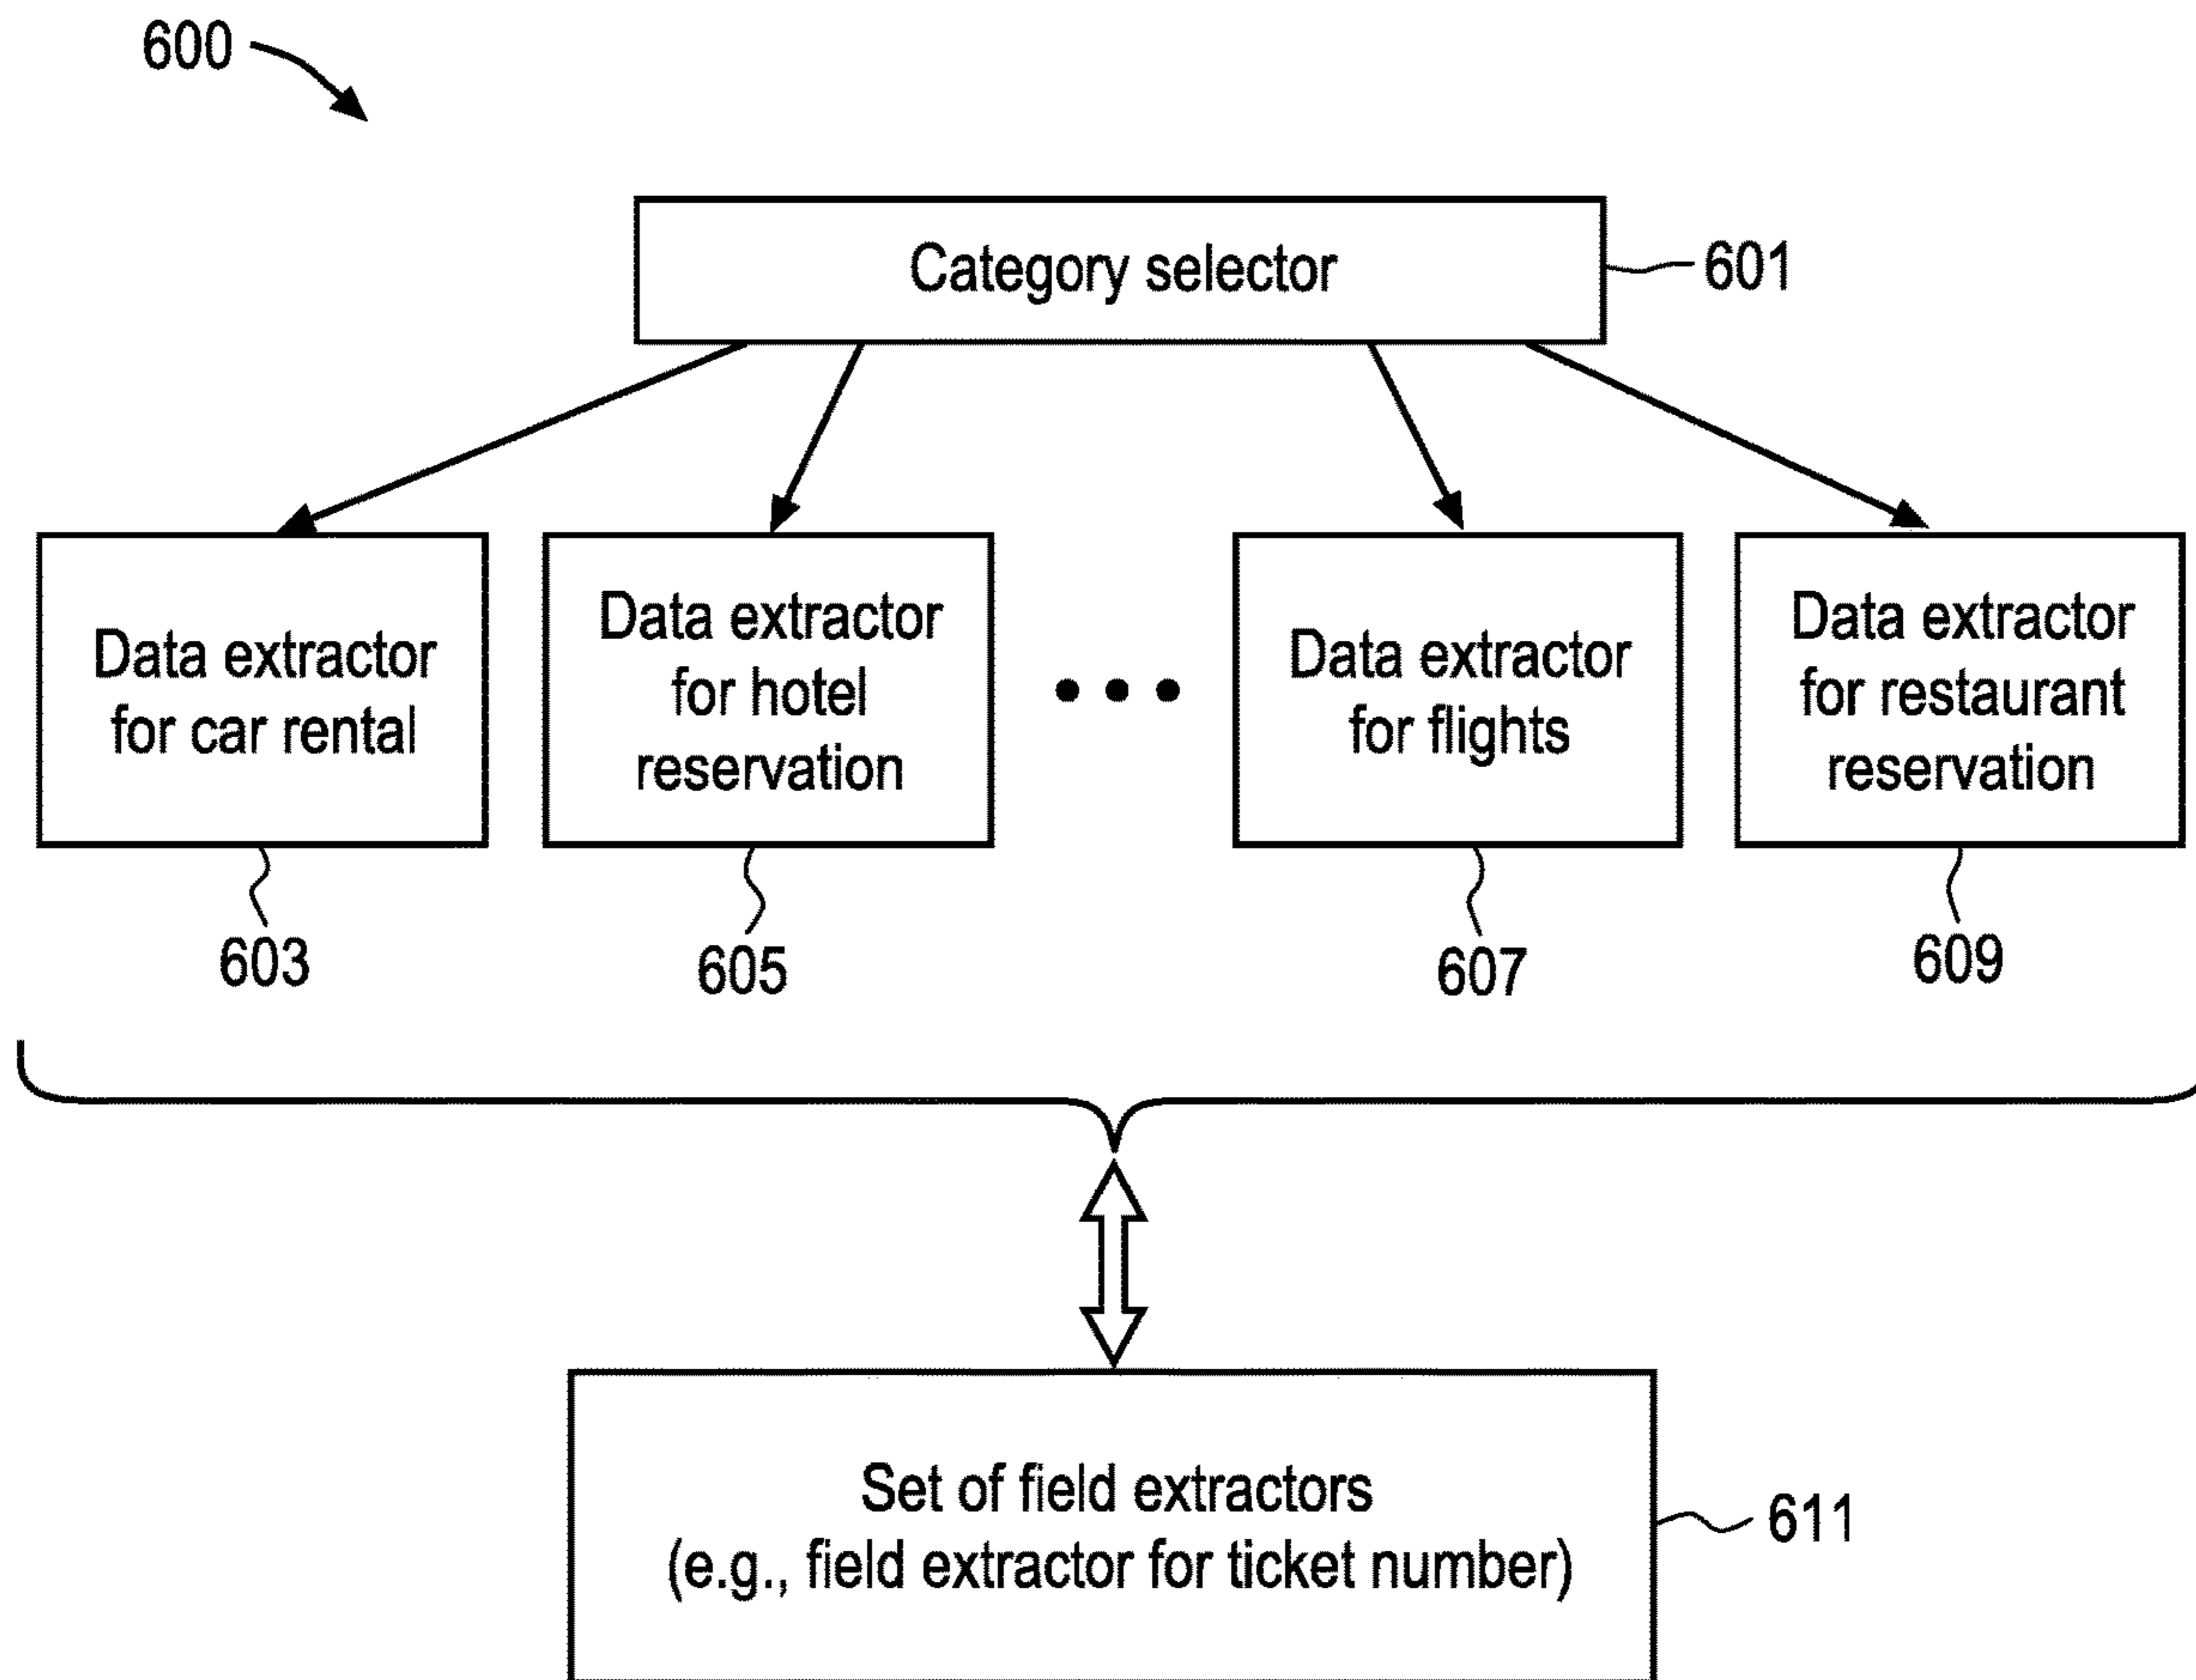 600
Category selector
601
Data extractor
for car rental
Data extractor
for hotel
reservation
Data extractor
for flights
Data extractor
for restaurant
reservation
603
605
607
609
Set of field extractors
(e.g., field extractor for ticket number)
611